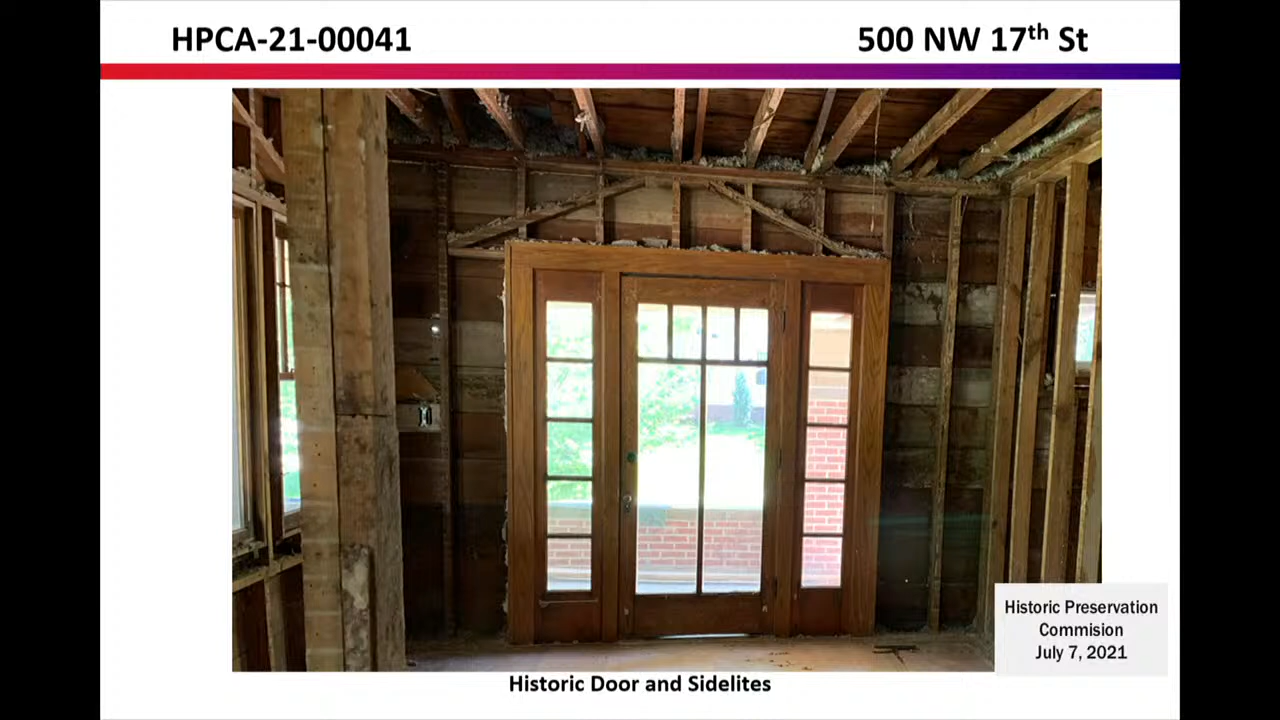 HPCA-21-00041
500 NW 17th St
Historic Preservation
Commision
July 7, 2021
Historic Door and Sidelites